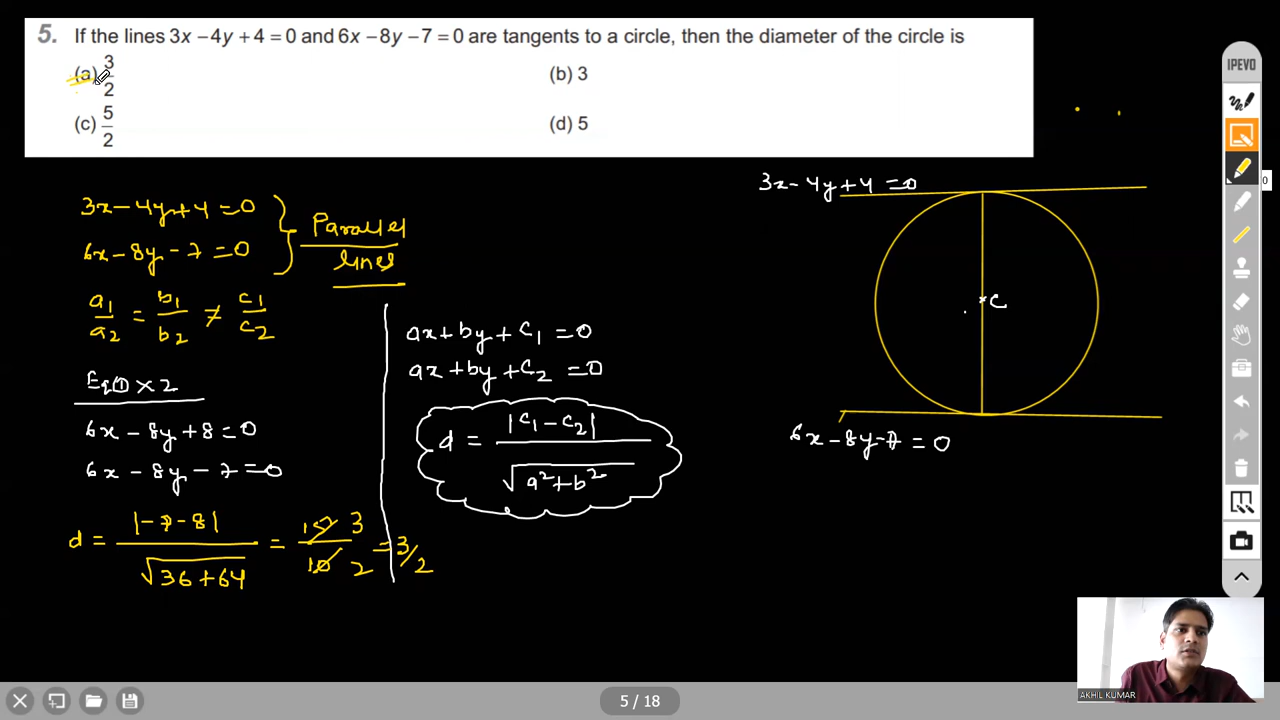 5. If the lines 3x – 4y + 4 = 0 and 6x – 8y – 7 = 0 are tangents to a circle, then the diameter of the circle is
(a) 3/2 (b) 3
(c) 5/2 (d) 5
3x – 4y + 4 = 0
6x – 8y – 7 = 0
Parallel
lines
a1/a2 = b1/b2 ≠ c1/c2
Eq① × 2
6x – 8y + 8 = 0
6x – 8y – 7 = 0
d = |–7–8| / √36+64 = 15/10 3/2 = 3/2
ax + by + c1 = 0
ax + by + c2 = 0
d = |c1 – c2| / √a²+b²
3x – 4y + 4 = 0
C
6x – 8y – 7 = 0
IPEVO
0
AKHIL KUMAR
5 / 18